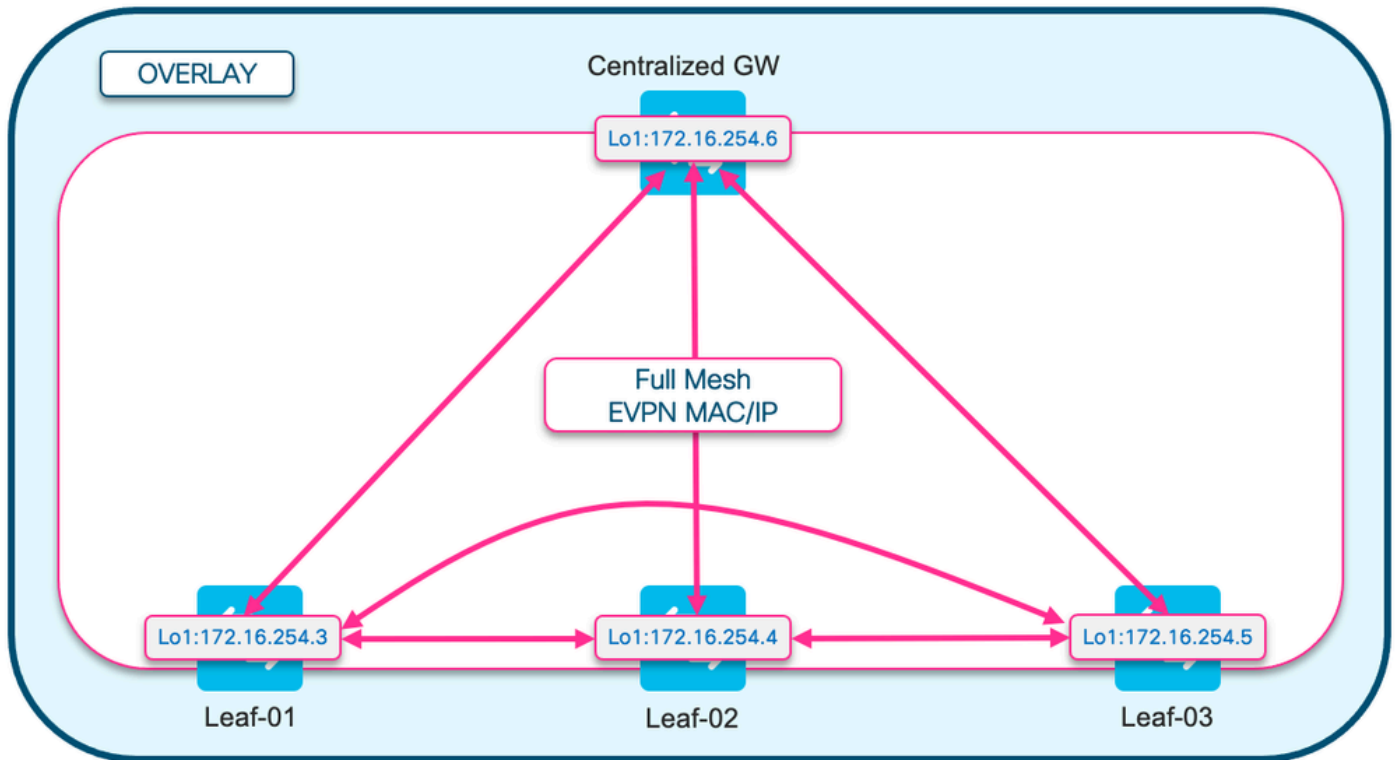 OVERLAY
Centralized GW
Lo1:172.16.254.6
Full Mesh
EVPN MAC/IP
Lo1:172.16.254.3
Lo1:172.16.254.4
Lo1:172.16.254.5
Leaf-01
Leaf-02
Leaf-03